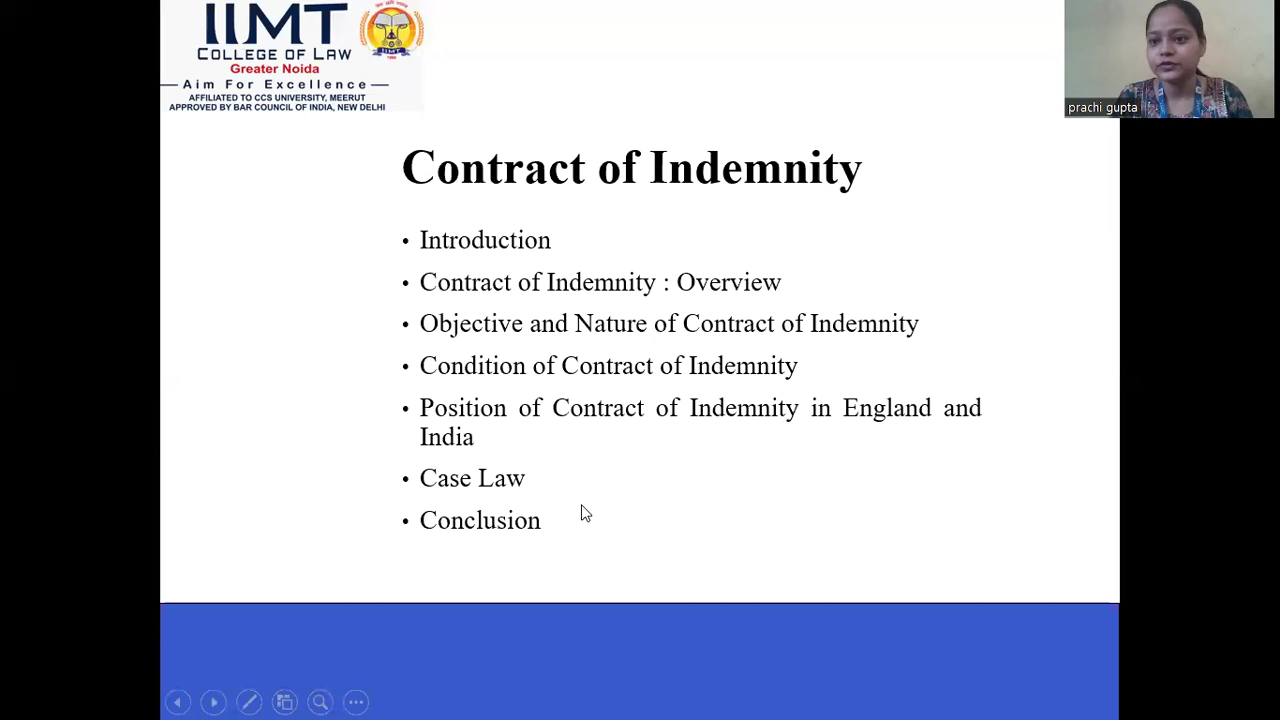 IIMT
COLLEGE OF LAW
Greater Noida
Aim For Excellence
AFFILIATED TO CCS UNIVERSITY, MEERUT
APPROVED BY BAR COUNCIL OF INDIA, NEW DELHI
prachi gupta
Contract of Indemnity
• Introduction
• Contract of Indemnity : Overview
• Objective and Nature of Contract of Indemnity
• Condition of Contract of Indemnity
• Position of Contract of Indemnity in England and
India
• Case Law
• Conclusion